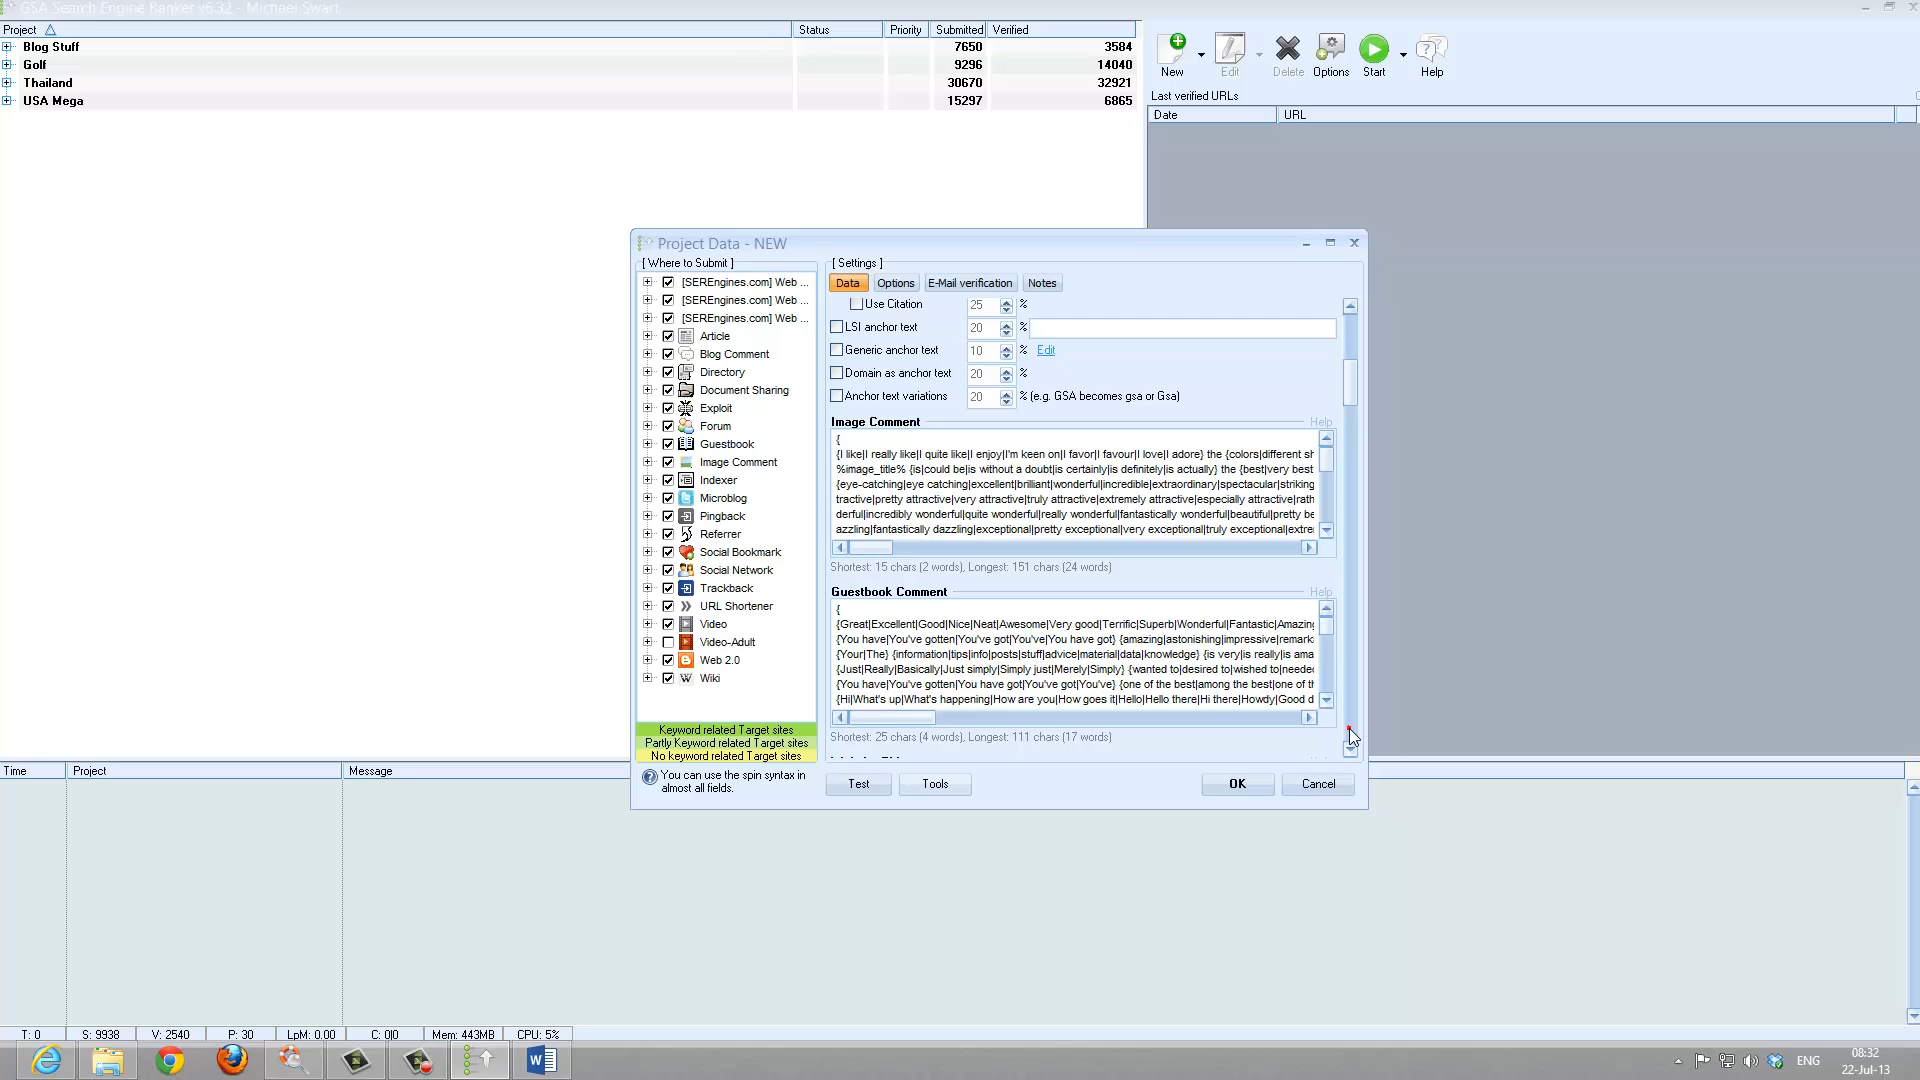 GSA Search Engine Ranker v6.32 - Michael Swart
Project Status Priority Submitted Verified
Blog Stuff 7650 3584
Golf 9296 14040
Thailand 30670 32921
USA Mega 15297 6865
New Edit Delete Options Start Help
Last verified URLs
Date URL
Project Data - NEW
[ Where to Submit ]
[SEREngines.com] Web ...
[SEREngines.com] Web ...
[SEREngines.com] Web ...
Article
Blog Comment
Directory
Document Sharing
Exploit
Forum
Guestbook
Image Comment
Indexer
Microblog
Pingback
Referrer
Social Bookmark
Social Network
Trackback
URL Shortener
Video
Video-Adult
Web 2.0
Wiki
Keyword related Target sites
Partly Keyword related Target sites
No keyword related Target sites
You can use the spin syntax in
almost all fields.
[ Settings ]
Data Options E-Mail verification Notes
Use Citation 25 %
LSI anchor text 20 %
Generic anchor text 10 % Edit
Domain as anchor text 20 %
Anchor text variations 20 % (e.g. GSA becomes gsa or Gsa)
Image Comment Help
{
{I like|I really like|I quite like|I enjoy|I'm keen on|I favor|I favour|I love|I adore} the {colors|different sh
%image_title% {is|could be|is without a doubt|is certainly|is definitely|is actually} the {best|very best
{eye-catching|eye catching|excellent|brilliant|wonderful|incredible|extraordinary|spectacular|striking
tractive|pretty attractive|very attractive|truly attractive|extremely attractive|especially attractive|rath
derful|incredibly wonderful|quite wonderful|really wonderful|fantastically wonderful|beautiful|pretty be
azzling|fantastically dazzling|exceptional|pretty exceptional|very exceptional|truly exceptional|extre
Shortest: 15 chars (2 words), Longest: 151 chars (24 words)
Guestbook Comment Help
{
{Great|Excellent|Good|Nice|Neat|Awesome|Very good|Terrific|Superb|Wonderful|Fantastic|Amazing
{You have|You've gotten|You've got|You've|You have got} {amazing|astonishing|impressive|remark
{Your|The} {information|tips|info|posts|stuff|advice|material|data|knowledge} {is very|is really|is ama
{Just|Really|Basically|Just simply|Simply just|Merely|Simply} {wanted to|desired to|wished to|neede
{You have|You've gotten|You have got|You've got|You've} {one of the best|among the best|one of th
{Hi|What's up|What's happening|How are you|How goes it|Hello|Hello there|Hi there|Howdy|Good d
Shortest: 25 chars (4 words), Longest: 111 chars (17 words)
Test Tools OK Cancel
Time Project Message
T: 0 S: 9938 V: 2540 P: 30 LpM: 0.00 C: 0|0 Mem: 443MB CPU: 5%
ENG
08:32
22-Jul-13